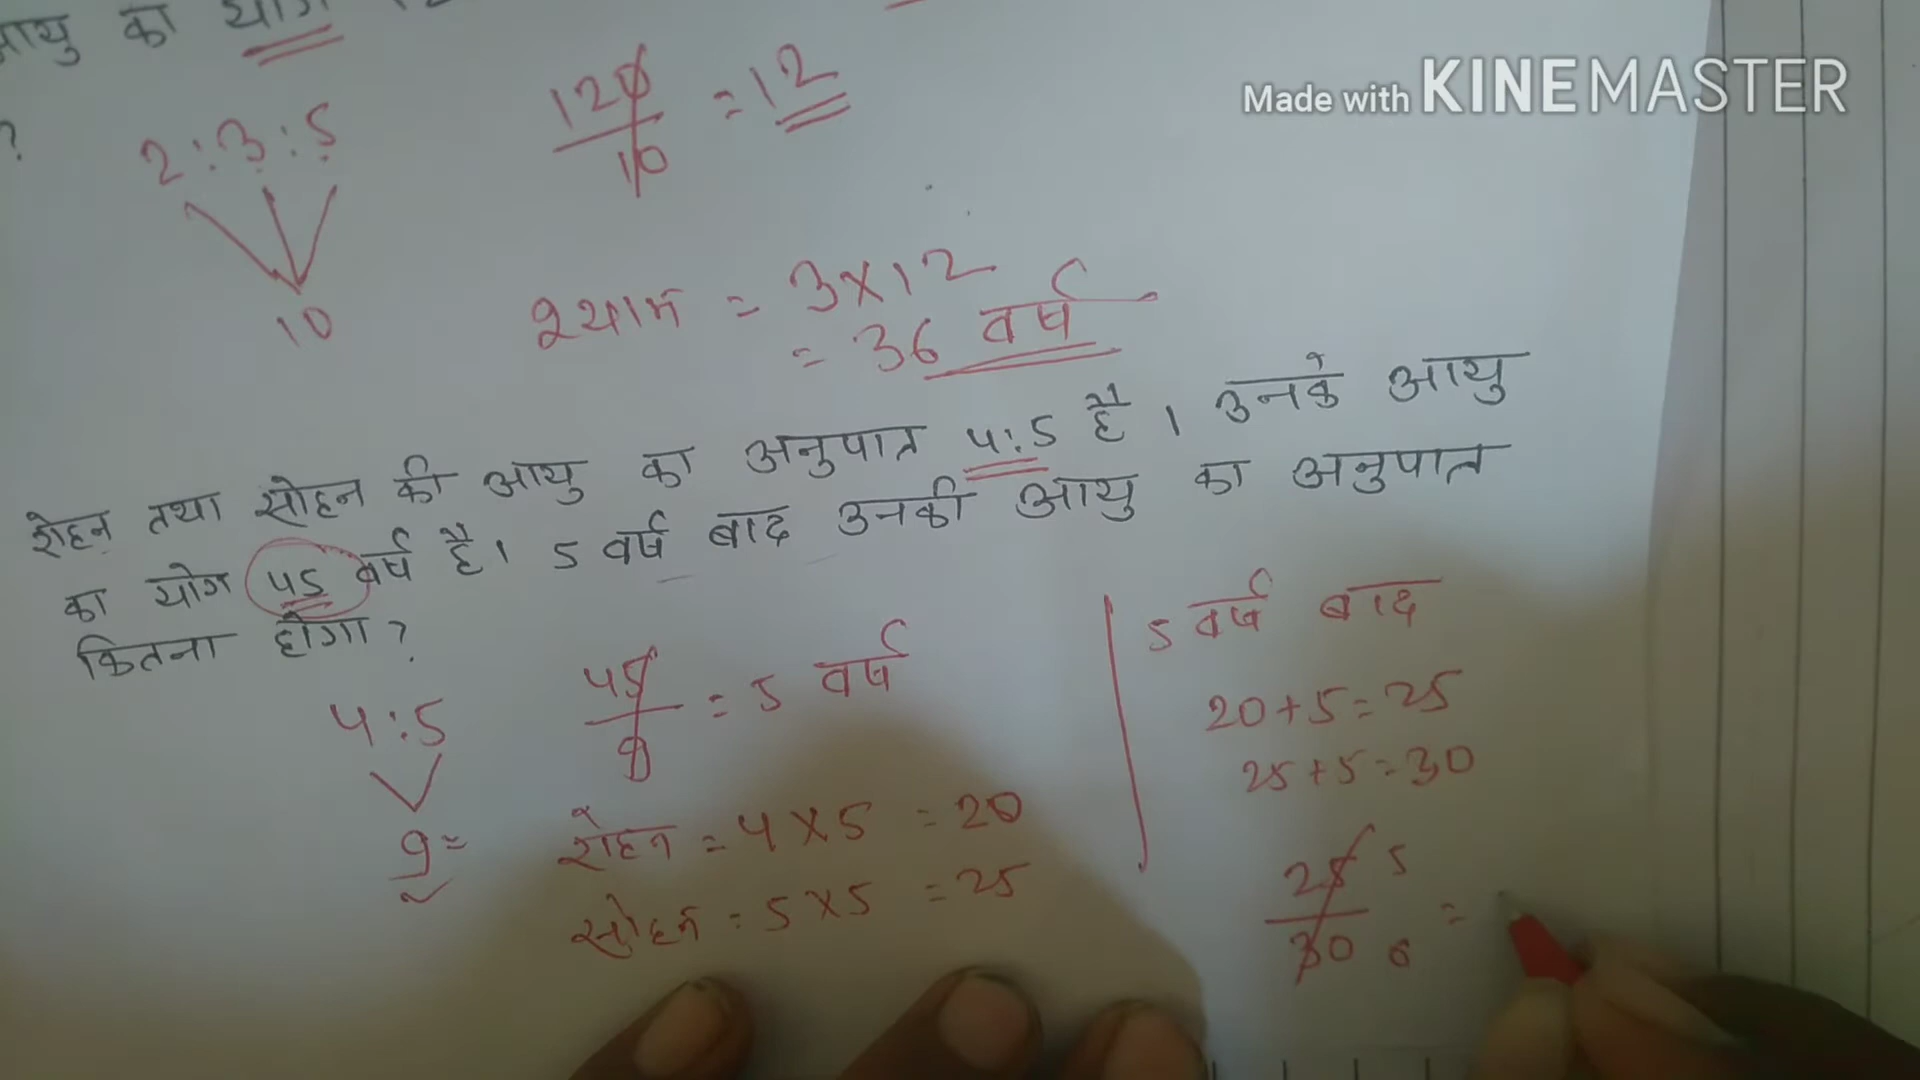 आयु का योग
?
2:3:5
10
120/10 = 12
श्याम = 3×12
= 36 वर्ष
Made with KINEMASTER
रोहन तथा सोहन की आयु का अनुपात 4:5 है । उनके आयु
का योग 45 वर्ष है। 5 वर्ष बाद उनकी आयु का अनुपात
कितना होगा ?
4:5
9=
45/9 = 5 वर्ष
रोहन = 4×5 = 20
सोहन = 5×5 = 25
5 वर्ष बाद
20+5=25
25+5=30
25/30 5/6 =